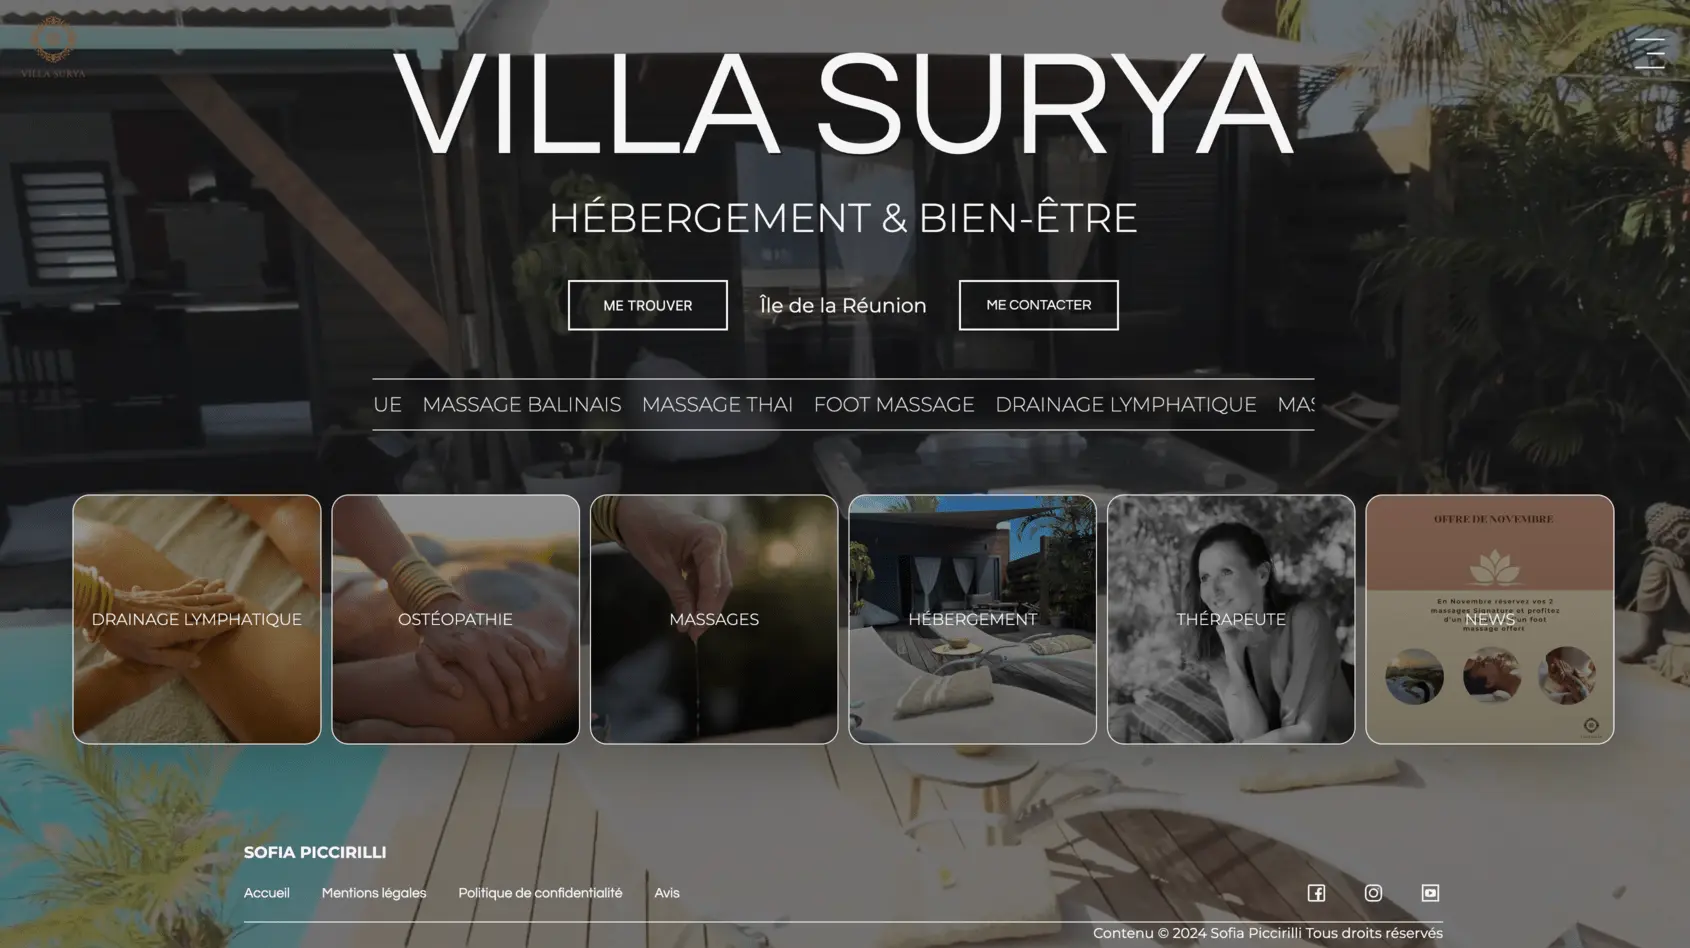 VILLA SURYA
VILLA SURYA
HÉBERGEMENT & BIEN-ÊTRE
ME TROUVER
Île de la Réunion
ME CONTACTER
UE MASSAGE BALINAIS MASSAGE THAI FOOT MASSAGE DRAINAGE LYMPHATIQUE MAS
DRAINAGE LYMPHATIQUE
OSTÉOPATHIE
MASSAGES
HÉBERGEMENT
THÉRAPEUTE
OFFRE DE NOVEMBRE
En Novembre réservez vos 2
massages Signature et profitez
d'un un foot
massage offert
NEWS
SOFIA PICCIRILLI
Accueil Mentions légales Politique de confidentialité Avis
Contenu © 2024 Sofia Piccirilli Tous droits réservés